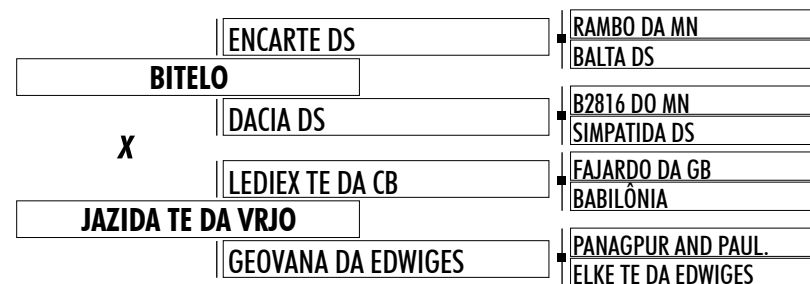 ENCARTE DS
RAMBO DA MN
BALTA DS
BITELO
DACIA DS
B2816 DO MN
SIMPATIDA DS
X
LEDIEX TE DA CB
FAJARDO DA GB
BABILÔNIA
JAZIDA TE DA VRJO
GEOVANA DA EDWIGES
PANAGPUR AND PAUL.
ELKE TE DA EDWIGES